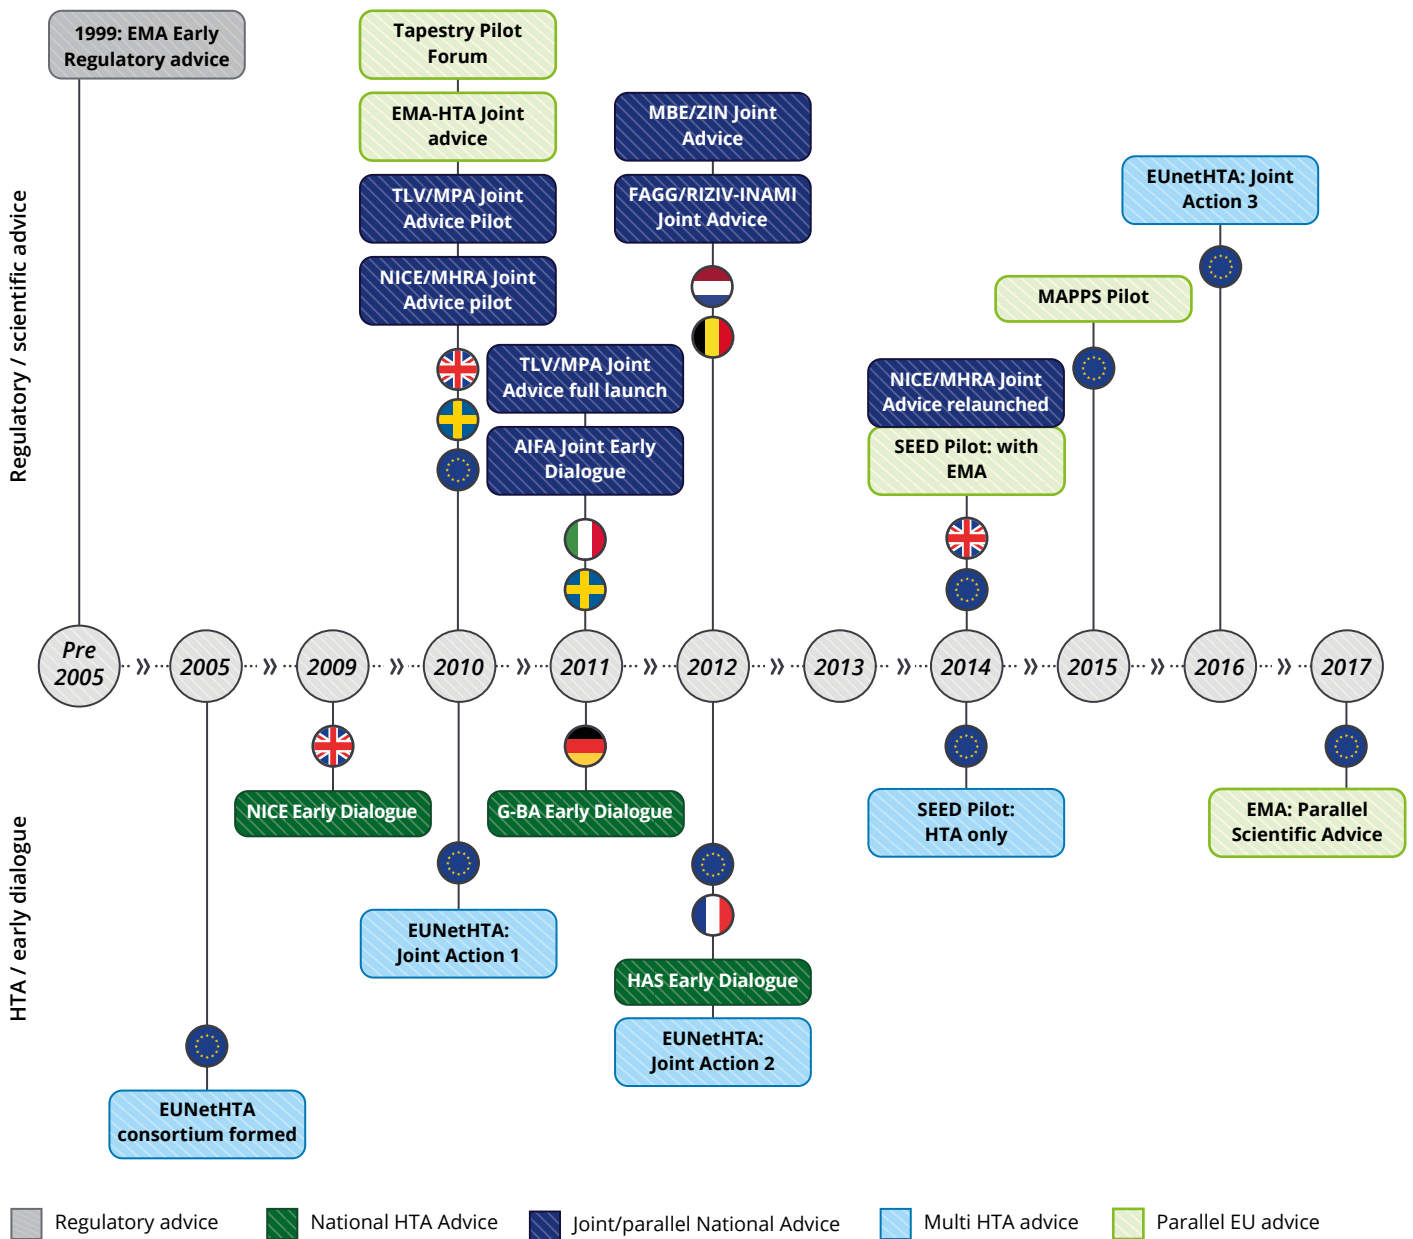 1999: EMA Early
Regulatory advice
Tapestry Pilot
Forum
EMA-HTA Joint
advice
TLV/MPA Joint
Advice Pilot
NICE/MHRA Joint
Advice pilot
TLV/MPA Joint
Advice full launch
AIFA Joint Early
Dialogue
MBE/ZIN Joint
Advice
FAGG/RIZIV-INAMI
Joint Advice
NICE/MHRA Joint
Advice relaunched
SEED Pilot: with
EMA
MAPPS Pilot
EUnetHTA: Joint
Action 3
Regulatory / scientific advice
Pre
2005
2005
2009
2010
2011
2012
2013
2014
2015
2016
2017
HTA / early dialogue
EUNetHTA
consortium formed
NICE Early Dialogue
EUNetHTA:
Joint Action 1
G-BA Early Dialogue
HAS Early Dialogue
EUNetHTA:
Joint Action 2
SEED Pilot:
HTA only
EMA: Parallel
Scientific Advice
Regulatory advice
National HTA Advice
Joint/parallel National Advice
Multi HTA advice
Parallel EU advice